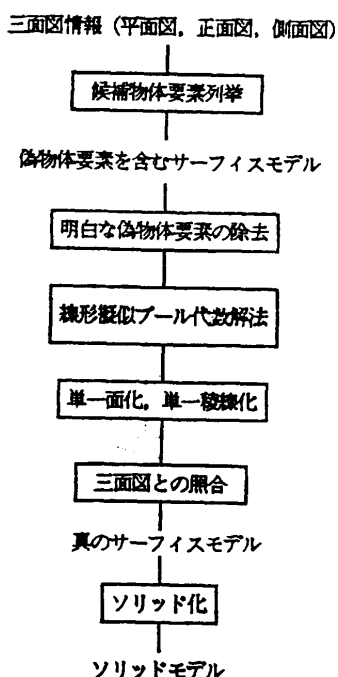 三面図情報（平面図，正面図，側面図）
候補物体要素列挙
偽物体要素を含むサーフィスモデル
明白な偽物体要素の除去
線形擬似ブール代数解法
単一面化，単一稜線化
三面図との照合
真のサーフィスモデル
ソリッド化
ソリッドモデル